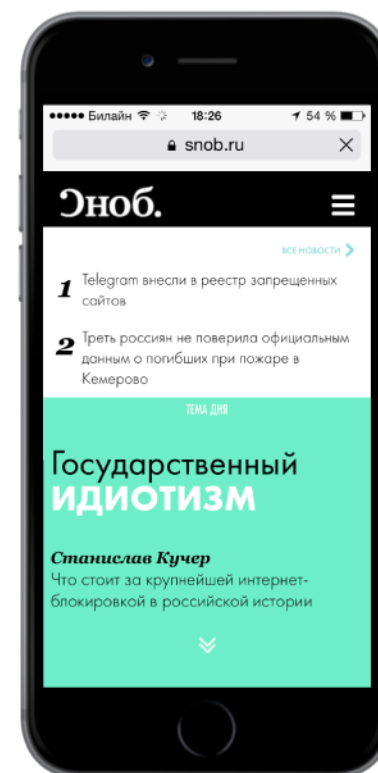 Билайн 18:26 54 %
snob.ru
Сноб.
ВСЕ НОВОСТИ
1 Telegram внесли в реестр запрещенных
сайтов
2 Треть россиян не поверила официальным
данным о погибших при пожаре в
Кемерово
ТЕМА ДНЯ
Государственный
ИДИОТИЗМ
Станислав Кучер
Что стоит за крупнейшей интернет-
блокировкой в российской истории